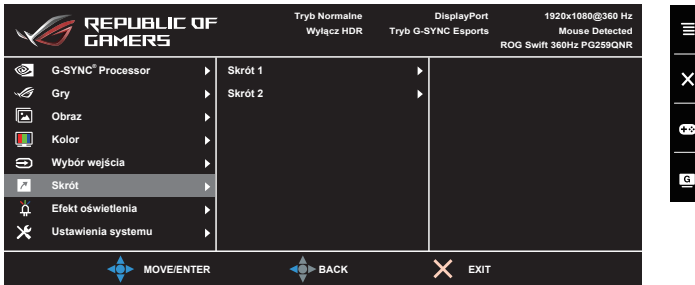 REPUBLIC OF
GAMERS
Tryb Normalne DisplayPort 1920x1080@360 Hz
Wyłącz HDR Tryb G-SYNC Esports Mouse Detected
ROG Swift 360Hz PG259QNR
G-SYNC® Processor
Skrót 1
Gry
Skrót 2
Obraz
Kolor
Wybór wejścia
Skrót
Efekt oświetlenia
Ustawienia systemu
MOVE/ENTER BACK EXIT
G